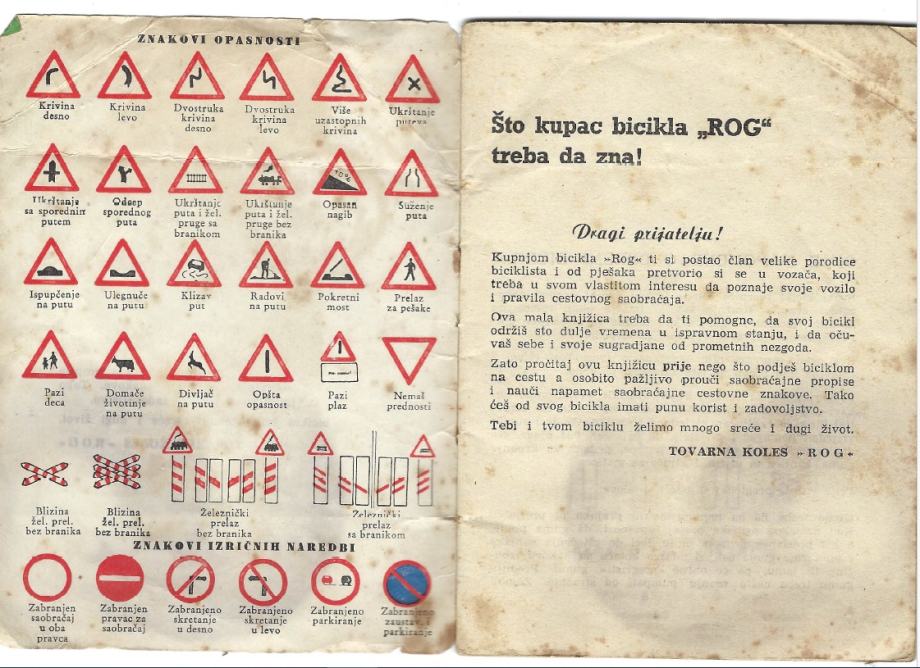 ZNAKOVI OPASNOSTI
Krivina
desno
Krivina
levo
Dvostruka
krivina
desno
Dvostruka
krivina
levo
Više
uzastopnih
krivina
Ukrštanje
puteva
Ukrštanje
sa sporednim
putem
Odsep
sporednog
puta
Ukrštanje
puta i žel.
pruge sa
branikom
Ukrštanje
puta i žel.
pruge bez
branika
10%
Opasan
nagib
Suženje
puta
Ispupčenje
na putu
Ulegnuće
na putu
Klizav
put
Radovi
na putu
Pokretni
most
Prelaz
za pešake
Pazi
deca
Domaće
životinje
na putu
Divljač
na putu
Opšta
opasnost
Pazi
plaz
Nemaš
prednosti
Blizina
žel. prel.
bez branika
Blizina
žel. prel.
bez branika
Železnički
prelaz
bez branika
Železnički
prelaz
sa branikom
ZNAKOVI IZRIČNIH NAREDBI
Zabranjen
saobraćaj
u oba
pravca
Zabranjen
pravac za
saobraćaj
Zabranjeno
skretanje
u desno
Zabranjeno
skretanje
u levo
Zabranjeno
parkiranje
Zabranjeno
zaustav. i
parkiranje
Što kupac bicikla „ROG“
treba da zna!
Dragi prijatelju!
Kupnjom bicikla »Rog« ti si postao član velike porodice
biciklista i od pješaka pretvorio si se u vozača, koji
treba u svom vlastitom interesu da poznaje svoje vozilo
i pravila cestovnog saobraćaja.
Ova mala knjižica treba da ti pomogne, da svoj bicikl
održiš sto dulje vremena u ispravnom stanju, i da oču-
vaš sebe i svoje sugradjane od prometnih nezgoda.
Zato pročitaj ovu knjižicu prije nego što podješ biciklom
na cestu a osobito pažljivo prouči saobraćajne propise
i nauči napamet saobraćajne cestovne znakove. Tako
ćeš od svog bicikla imati punu korist i zadovoljstvo.
Tebi i tvom biciklu želimo mnogo sreće i dugi život.
TOVARNA KOLES »ROG«